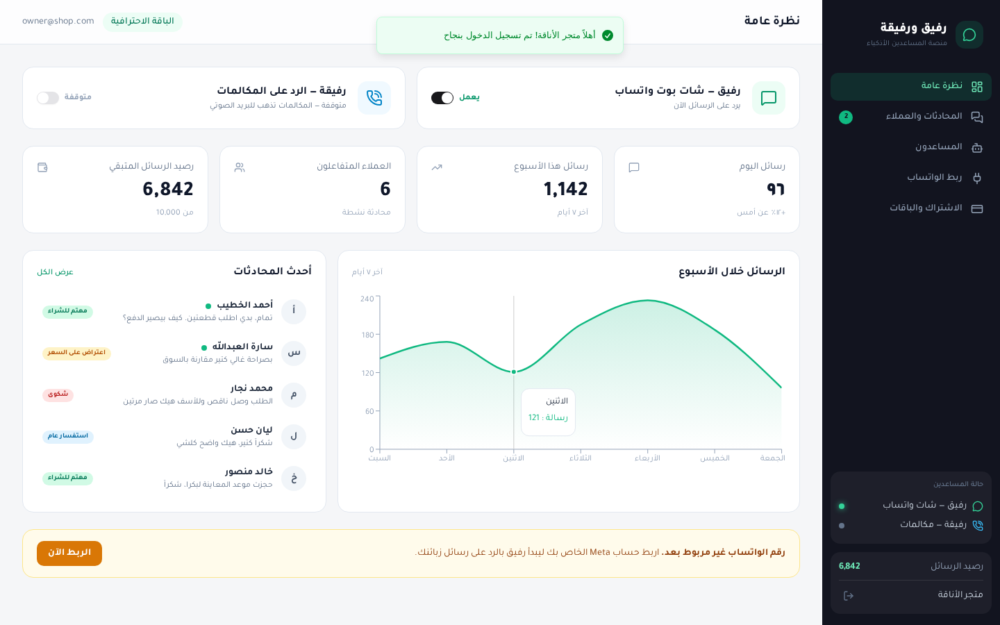 رفيق ورفيقة
منصة المساعدين الأذكياء
نظرة عامة
المحادثات والعملاء
2
المساعدون
ربط الواتساب
الاشتراك والباقات
حالة المساعدين
رفيق – شات واتساب
رفيقة – مكالمات
رصيد الرسائل
6,842
متجر الأناقة
نظرة عامة
أهلاً متجر الأناقة! تم تسجيل الدخول بنجاح
الباقة الاحترافية
owner@shop.com
رفيق – شات بوت واتساب
يرد على الرسائل الآن
يعمل
رفيقة – الرد على المكالمات
متوقفة – المكالمات تذهب للبريد الصوتي
متوقفة
رسائل اليوم
٩٦
+١٢٪ عن أمس
رسائل هذا الأسبوع
1,142
آخر ٧ أيام
العملاء المتفاعلون
6
محادثة نشطة
رصيد الرسائل المتبقي
6,842
من 10,000
الرسائل خلال الأسبوع
آخر ٧ أيام
240
180
120
60
0
السبت
الأحد
الاثنين
الثلاثاء
الأربعاء
الخميس
الجمعة
الاثنين
رسالة : 121
أحدث المحادثات
عرض الكل
أ
أحمد الخطيب
تمام، بدي اطلب قطعتين. كيف بيصير الدفع؟
مهتم للشراء
س
سارة العبدالله
بصراحة غالي كتير مقارنة بالسوق
اعتراض على السعر
م
محمد نجار
الطلب وصل ناقص وللأسف هيك صار مرتين
شكوى
ل
ليان حسن
شكراً كتير، هيك واضح كلشي
استفسار عام
خ
خالد منصور
حجزت موعد المعاينة لبكرا، شكراً
مهتم للشراء
رقم الواتساب غير مربوط بعد. اربط حساب Meta الخاص بك ليبدأ رفيق بالرد على رسائل زبائنك.
الربط الآن